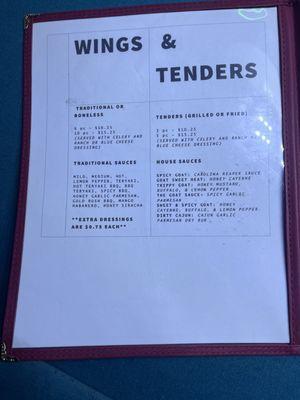 WINGS &
TENDERS
TRADITIONAL OR
BONELESS
6 pc - $10.25
10 pc - $15.25
(SERVED WITH CELERY AND
RANCH OR BLUE CHEESE
DRESSING)
TENDERS (GRILLED OR FRIED)
3 pc - $10.25
5 pc - $15.25
(SERVED WITH CELERY AND RANCH OR
BLUE CHEESE DRESSING)
TRADITIONAL SAUCES
MILD, MEDIUM, HOT,
LEMON PEPPER, TERYAKI,
HOT TERYAKI BBQ, BBQ
TERYAKI, SPICY BBQ,
HONEY GARLIC PARMESAN,
GOLD RUSH BBQ, MANGO
HABANERO, HONEY SIRACHA
**EXTRA DRESSINGS
ARE $0.75 EACH**
HOUSE SAUCES
SPICY GOAT: CAROLINA REAPER SAUCE
GOAT SWEET HEAT: HONEY CAYENNE
TRIPPY GOAT: HONEY MUSTARD,
BUFFALO, & LEMON PEPPER
THE GOAT SAUCE: SPICY GARLIC
PARMESAN
SWEET & SPICY GOAT: HONEY
CAYENNE, BUFFALO, & LEMON PEPPER
DIRTY CAJUN: CAJUN GARLIC
PARMESAN DRY RUB